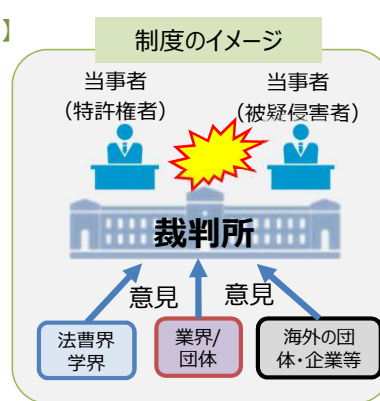 】
制度のイメージ
当事者
(特許権者)
当事者
(被疑侵害者)
裁判所
意見
意見
法曹界
学界
業界/
団体
海外の団
体・企業等